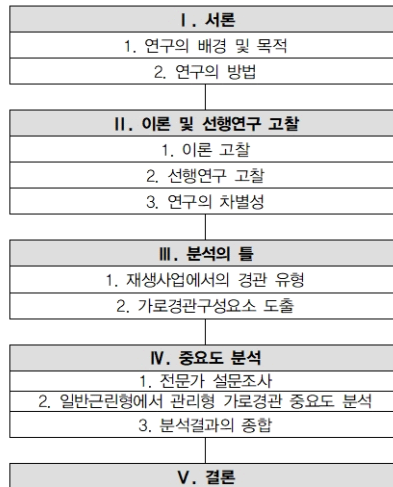 Ⅰ. 서론
1. 연구의 배경 및 목적
2. 연구의 방법
II. 이론 및 선행연구 고찰
1. 이론 고찰
2. 선행연구 고찰
3. 연구의 차별성
Ⅲ. 분석의 틀
1. 재생사업에서의 경관 유형
2. 가로경관구성요소 도출
Ⅳ. 중요도 분석
1. 전문가 설문조사
2. 일반근린형에서 관리형 가로경관 중요도 분석
3. 분석결과의 종합
V. 결론